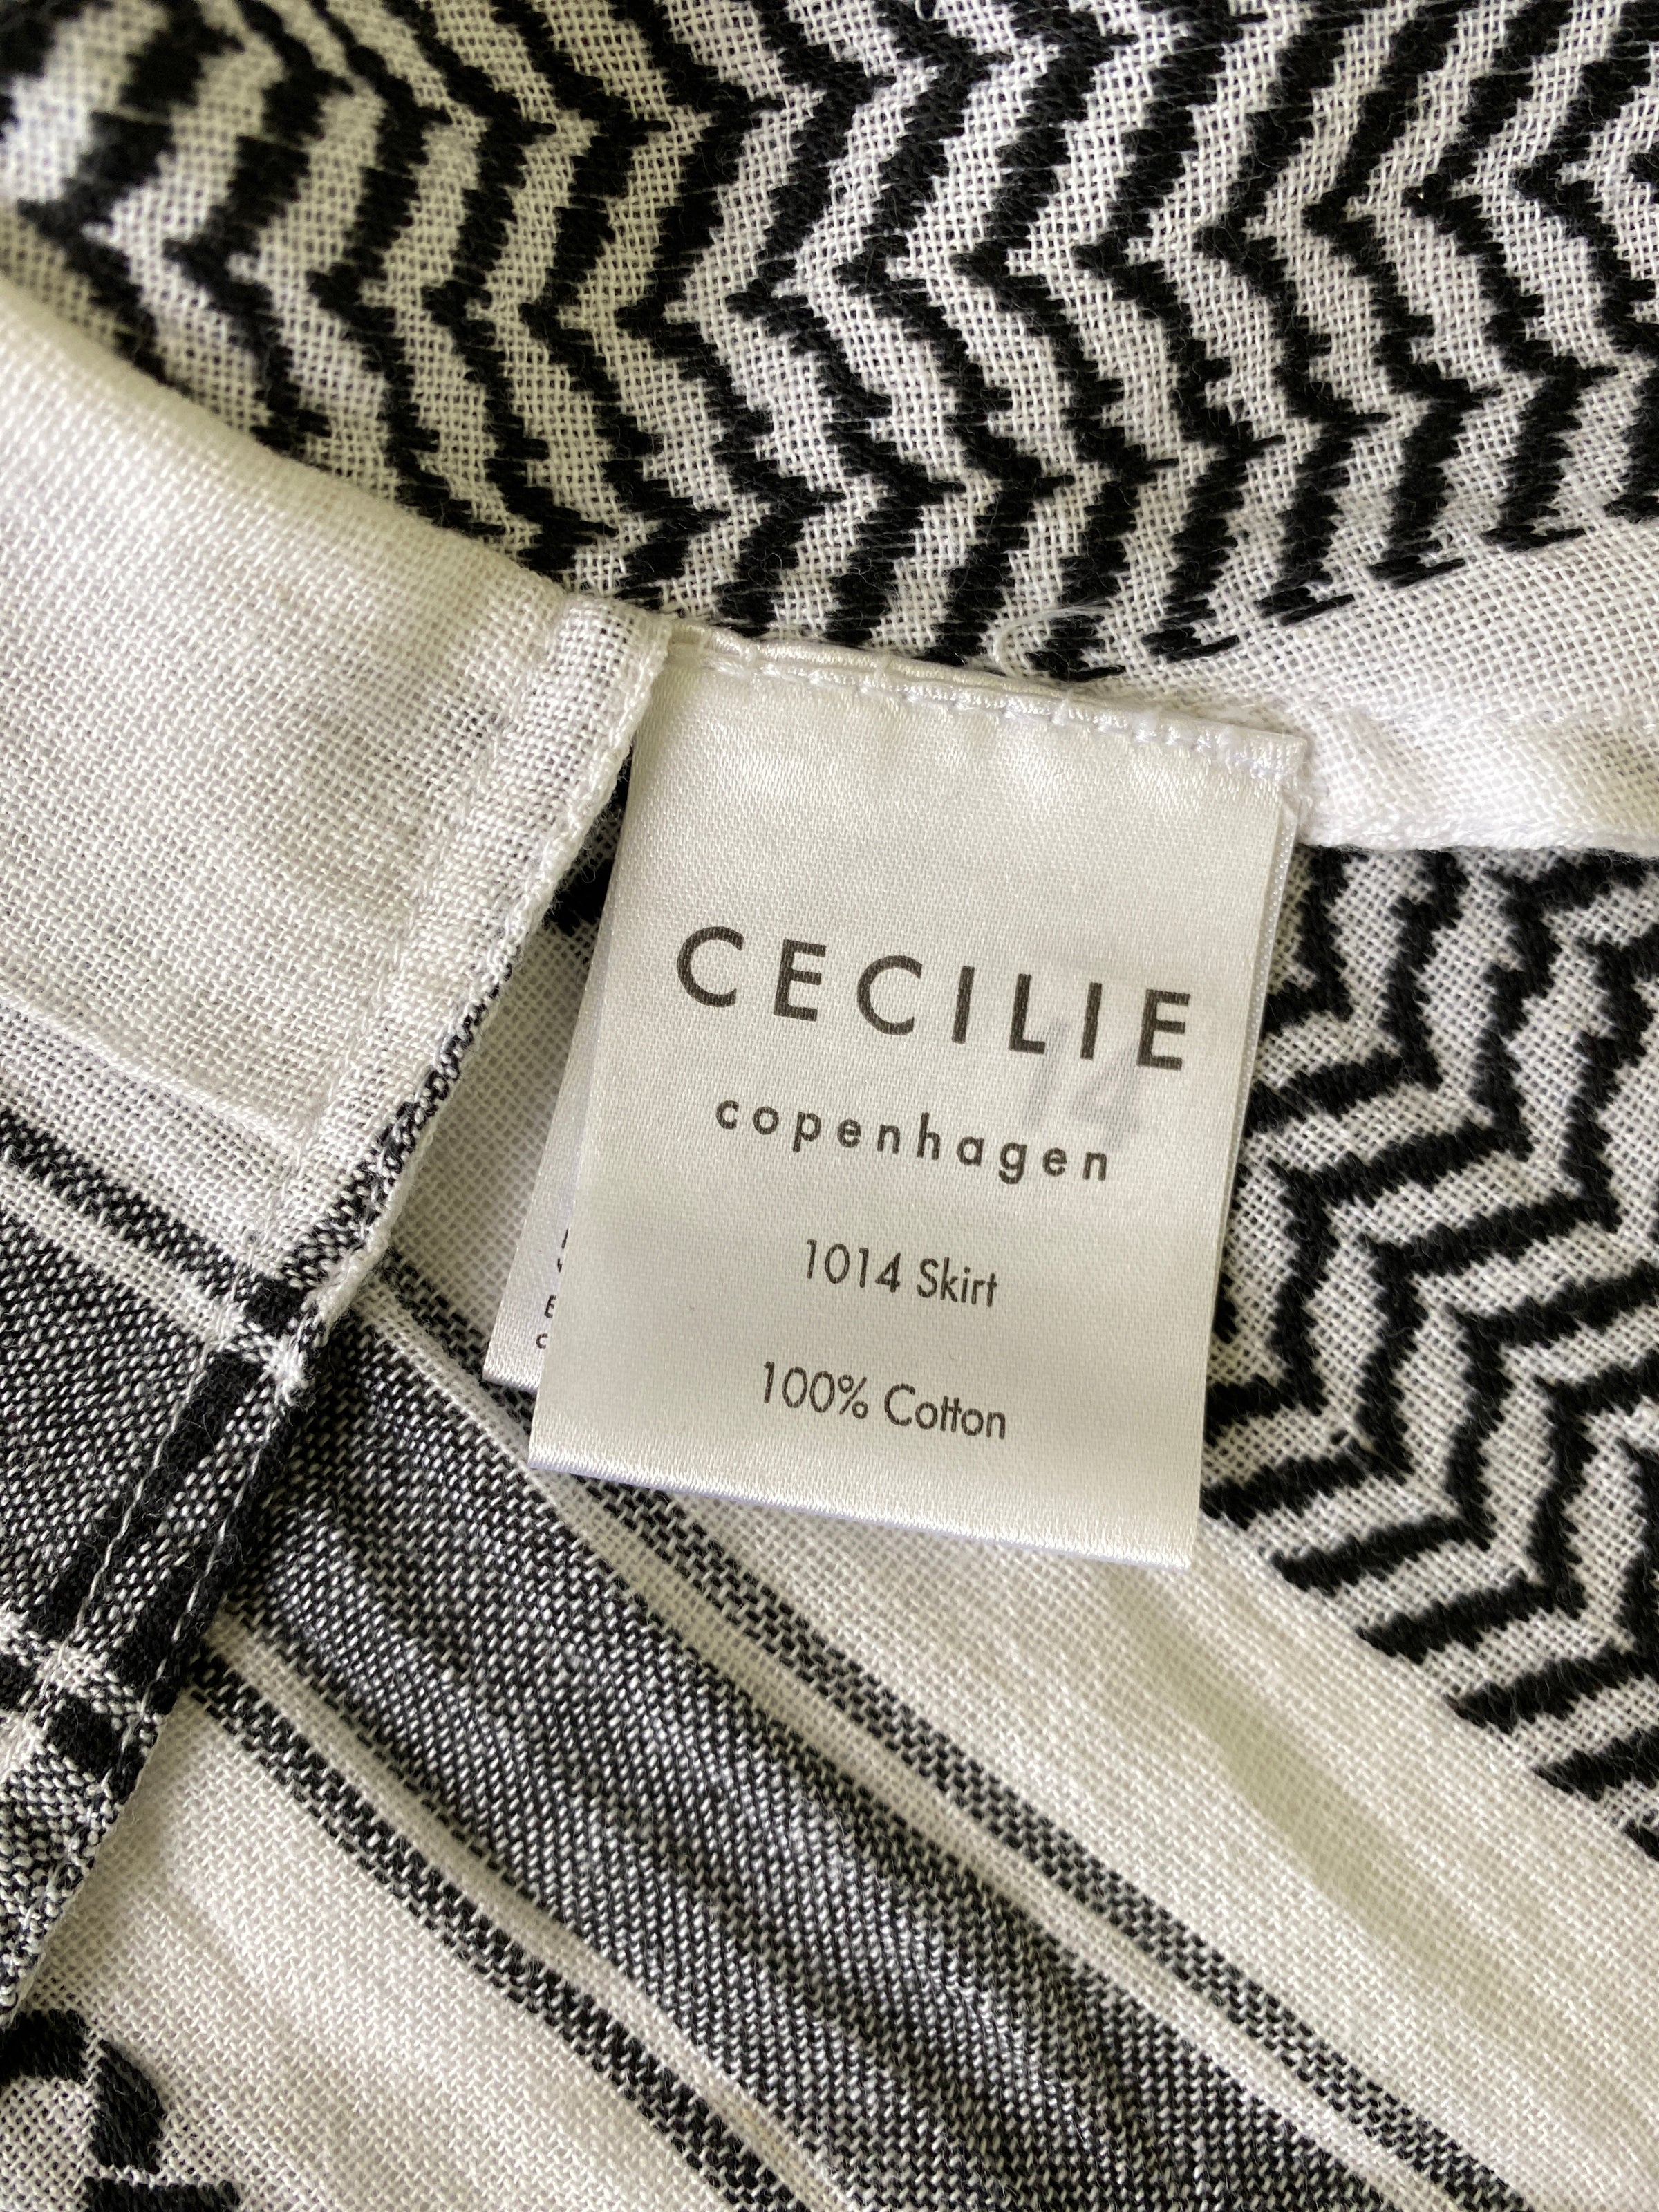 CECILIE
copenhagen
1014 Skirt
100% Cotton